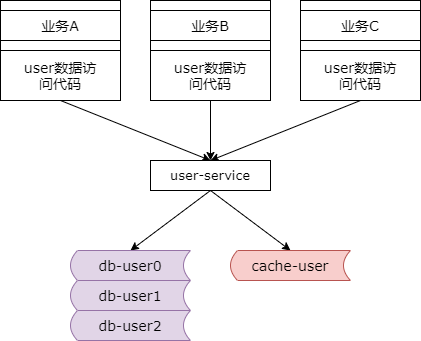 业务A
业务B
业务C
user数据访
问代码
user数据访
问代码
user数据访
问代码
user-service
db-user0
cache-user
db-user1
db-user2